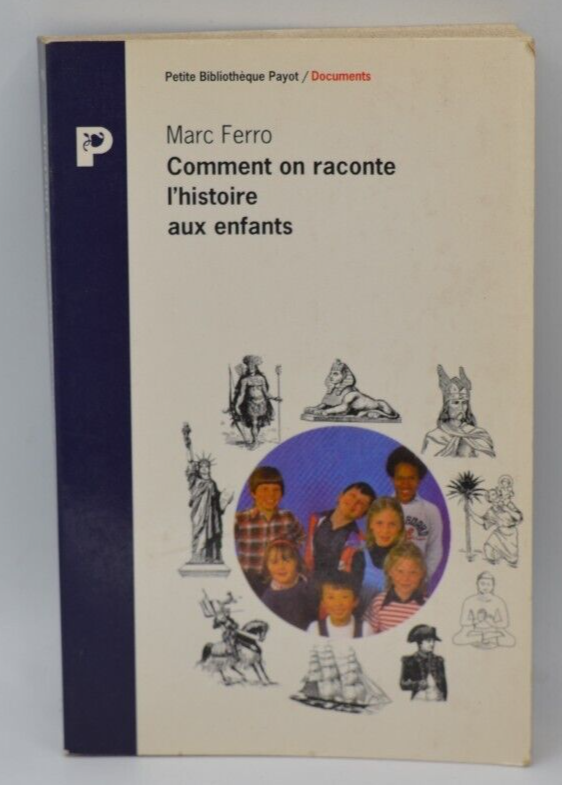 Petite Bibliothèque Payot / Documents
P
Marc Ferro
Comment on raconte
l'histoire
aux enfants